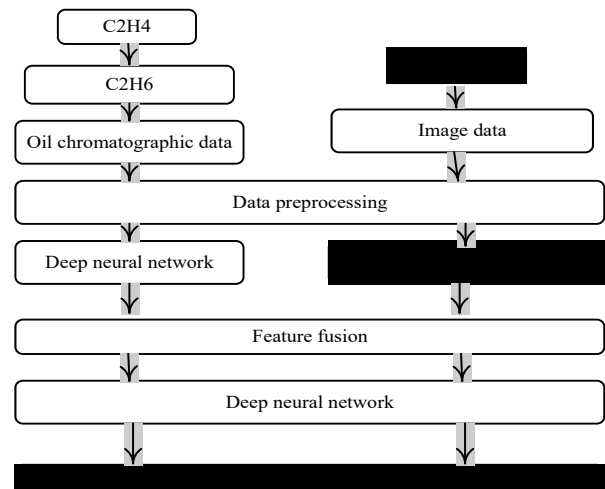 C2H4
C2H6
Oil chromatographic data
Image data
Data preprocessing
Deep neural network
Feature fusion
Deep neural network